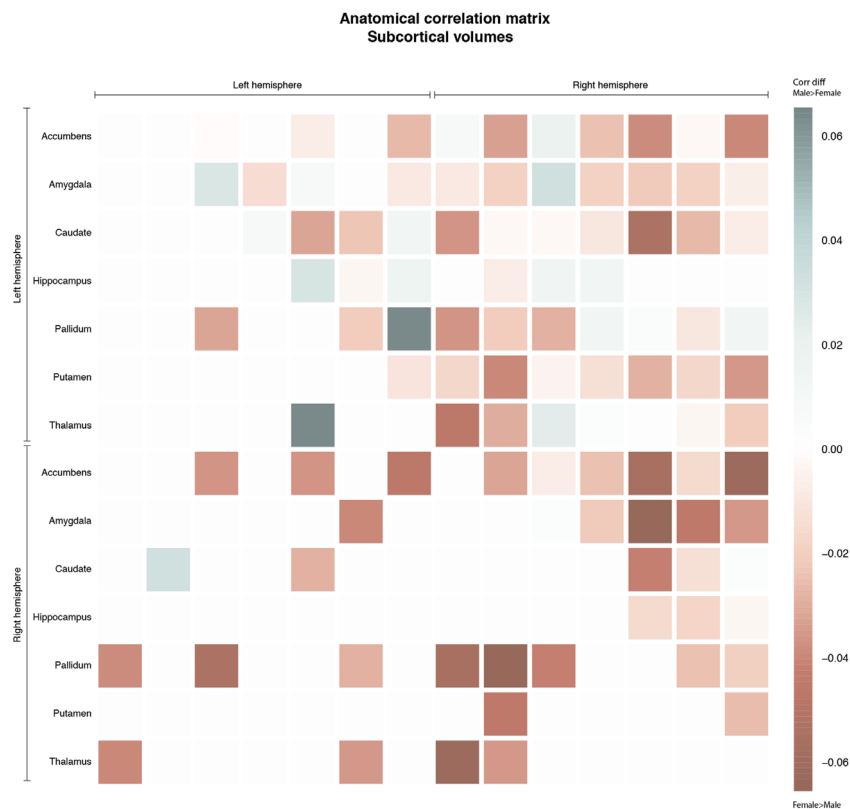 Anatomical correlation matrix
Subcortical volumes
Left hemisphere
Right hemisphere
Corr diff
Male>Female
Left hemisphere
Accumbens
Amygdala
Caudate
Hippocampus
Pallidum
Putamen
Thalamus
Right hemisphere
Accumbens
Amygdala
Caudate
Hippocampus
Pallidum
Putamen
Thalamus
0.06
0.04
0.02
0.00
−0.02
−0.04
−0.06
Female>Male